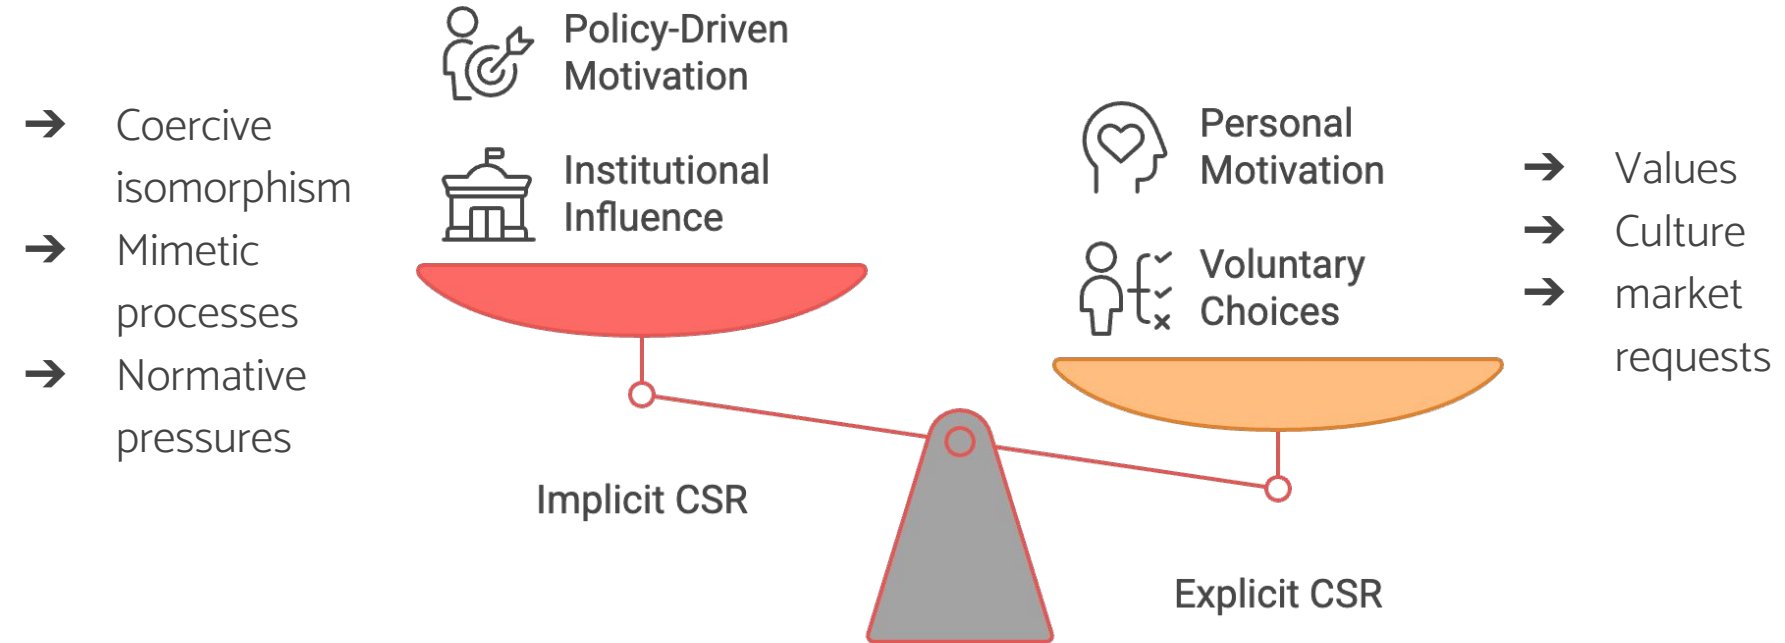 ➔ Coercive
isomorphism
➔ Mimetic
processes
➔ Normative
pressures
Policy-Driven
Motivation
Institutional
Influence
Implicit CSR
Personal
Motivation
Voluntary
Choices
Explicit CSR
➔ Values
➔ Culture
➔ market
requests